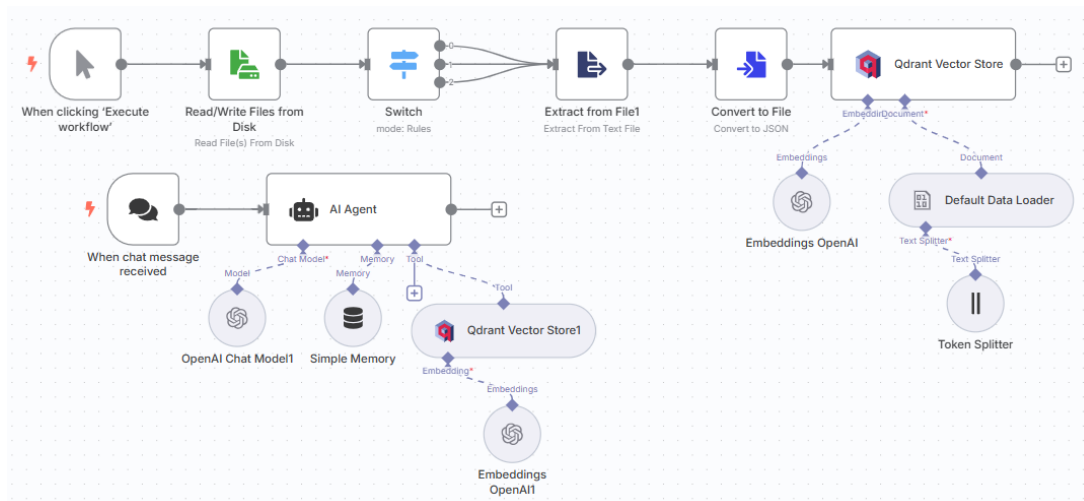 When clicking ‘Execute
workflow’
Read/Write Files from
Disk
Read File(s) From Disk
0
1
2
Switch
mode: Rules
Extract from File1
Extract From Text File
Convert to File
Convert to JSON
Qdrant Vector Store
Embedding
Document*
Embeddings
Embeddings OpenAI
Document
Default Data Loader
Text Splitter*
Text Splitter
Token Splitter
When chat message
received
AI Agent
Chat Model*
Memory
Tool
Model
OpenAI Chat Model1
Memory
Simple Memory
Tool
Qdrant Vector Store1
Embedding*
Embeddings
Embeddings
OpenAI1